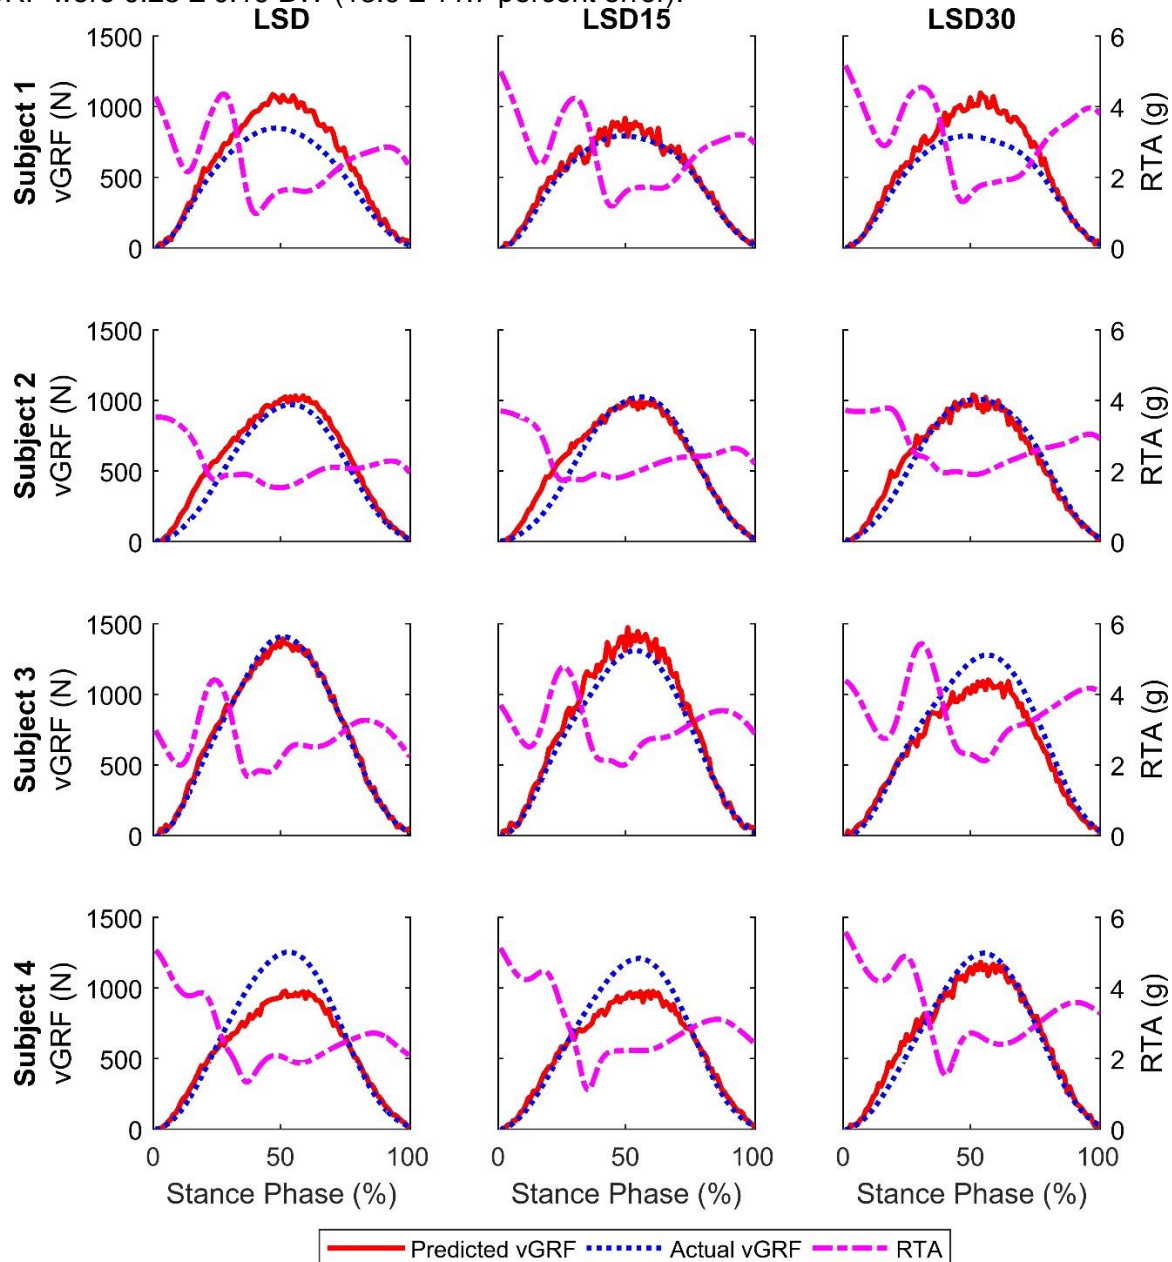 LSD LSD15 LSD30
Subject 1
vGRF (N)
1500
1000
500
0
6
4
2
0
RTA (g)
Subject 2
vGRF (N)
1500
1000
500
0
6
4
2
0
RTA (g)
Subject 3
vGRF (N)
1500
1000
500
0
6
4
2
0
RTA (g)
Subject 4
vGRF (N)
1500
1000
500
0
6
4
2
0
RTA (g)
0 50 100 0 50 100 0 50 100
Stance Phase (%) Stance Phase (%) Stance Phase (%)
Predicted vGRF Actual vGRF RTA